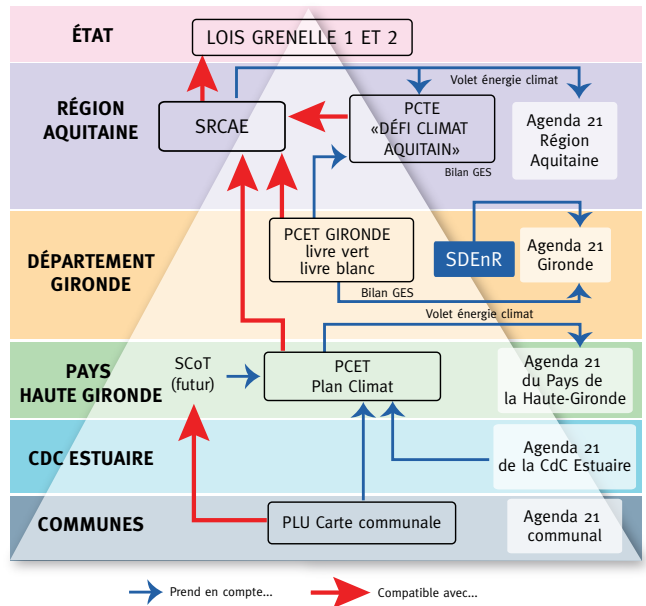 ÉTAT
LOIS GRENELLE 1 ET 2
Volet énergie climat
RÉGION
AQUITAINE
SRCAE
PCTE
«DÉFI CLIMAT
AQUITAIN»
Bilan GES
Agenda 21
Région
Aquitaine
DÉPARTEMENT
GIRONDE
PCET GIRONDE
livre vert
livre blanc
Bilan GES
SDEnR
Agenda 21
Gironde
Volet énergie climat
PAYS
HAUTE GIRONDE
SCoT
(futur)
PCET
Plan Climat
Agenda 21
du Pays de
la Haute-Gironde
CDC ESTUAIRE
Agenda 21
de la CdC Estuaire
COMMUNES
PLU Carte communale
Agenda 21
communal
Prend en compte...
Compatible avec...